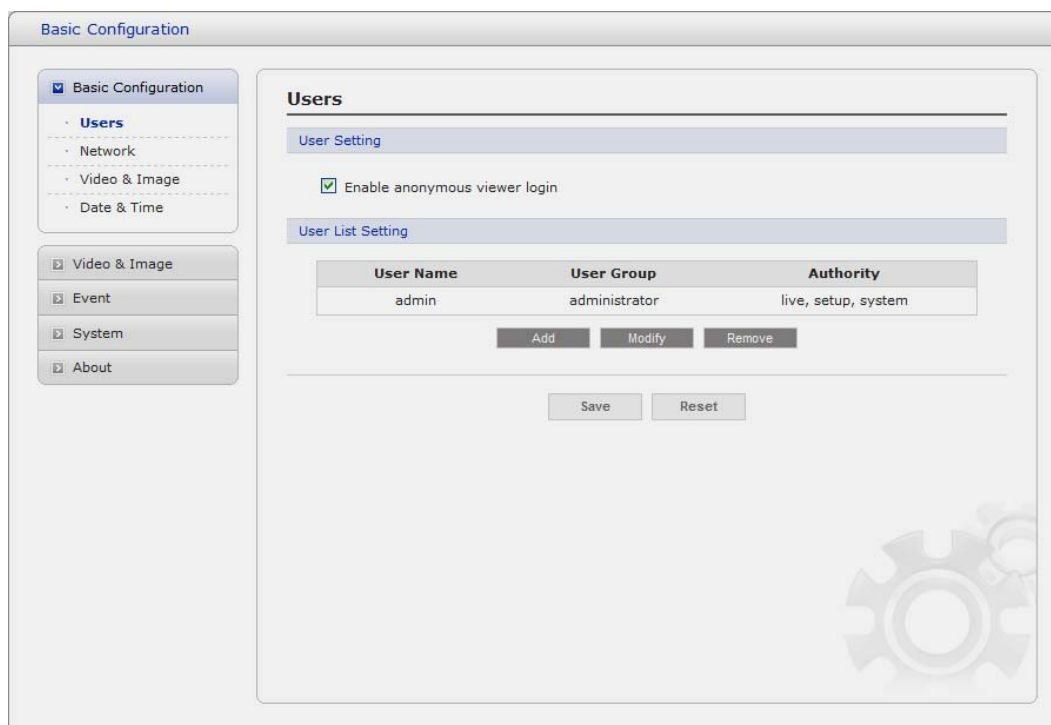 Basic Configuration
Basic Configuration
Users
Network
Video & Image
Date & Time
Video & Image
Event
System
About
Users
User Setting
Enable anonymous viewer login
User List Setting
User Name User Group Authority
admin administrator live, setup, system
Add Modify Remove
Save Reset